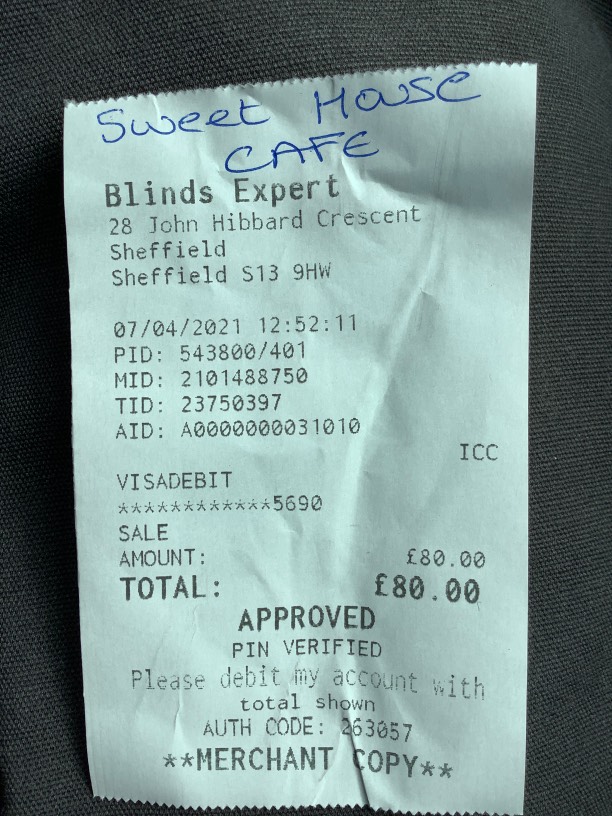 Sweet House
CAFE
Blinds Expert
28 John Hibbard Crescent
Sheffield
Sheffield S13 9HW
07/04/2021 12:52:11
PID: 543800/401
MID: 2101488750
TID: 23750397
AID: A0000000031010
ICC
VISADEBIT
************5690
SALE
AMOUNT: £80.00
TOTAL: £80.00
APPROVED
PIN VERIFIED
Please debit my account with
total shown
AUTH CODE: 263057
**MERCHANT COPY**